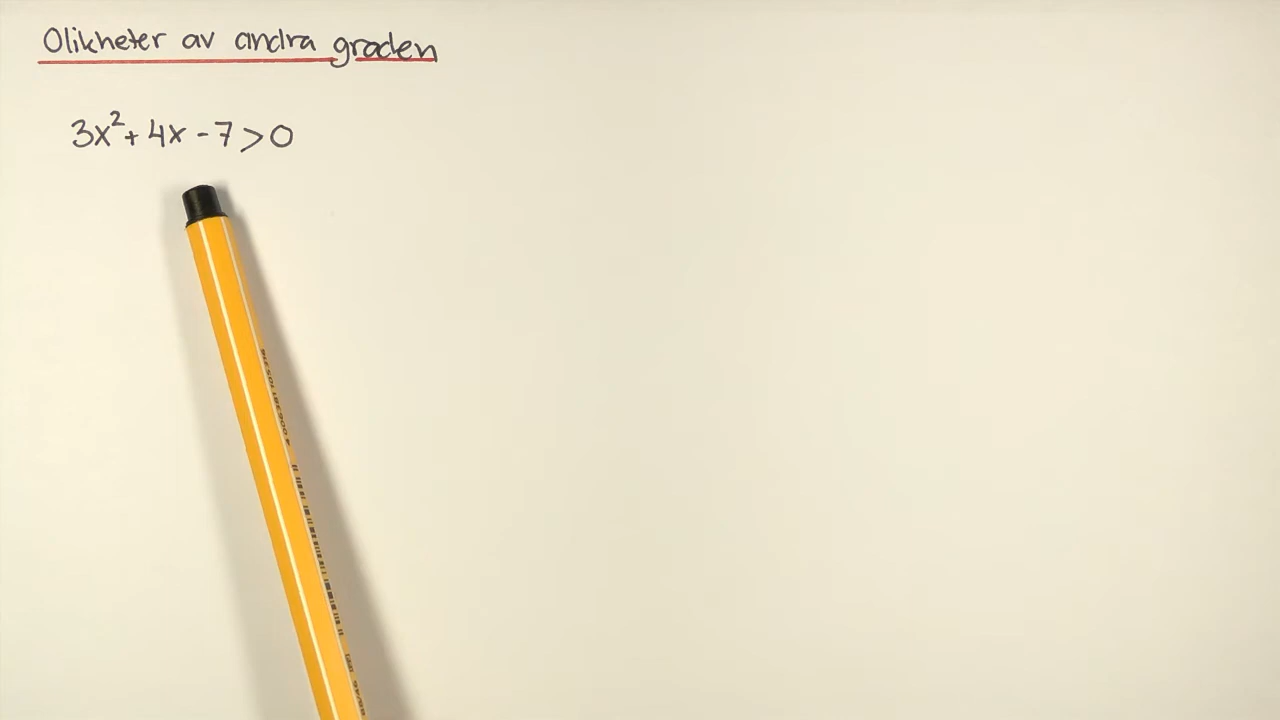 Olikheter av andra graden
3x² + 4x - 7 > 0